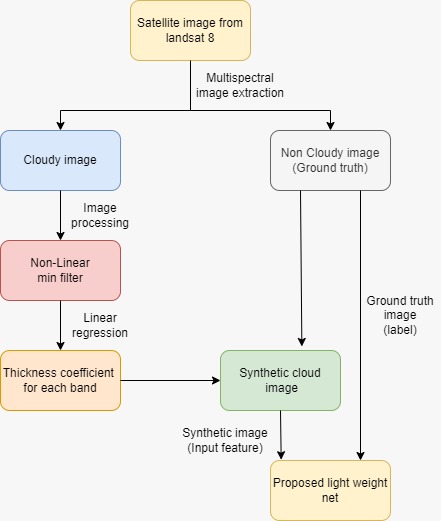 Satellite image from
landsat 8
Multispectral
image extraction
Cloudy image
Non Cloudy image
(Ground truth)
Image
processing
Non-Linear
min filter
Ground truth
image
(label)
Linear
regression
Thickness coefficient
for each band
Synthetic cloud
image
Synthetic image
(Input feature)
Proposed light weight
net